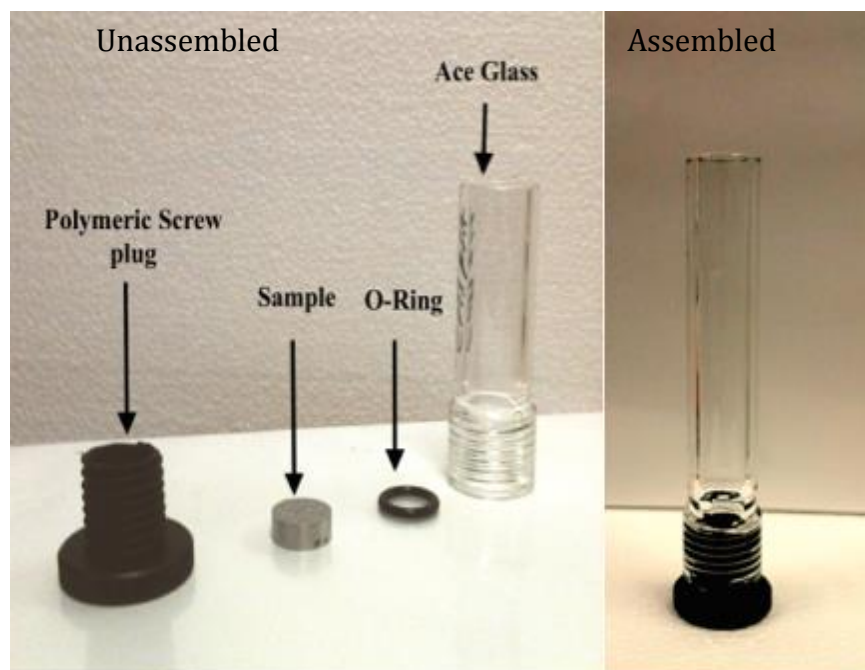 Unassembled
Assembled
Ace Glass
Polymeric Screw
plug
Sample
O-Ring